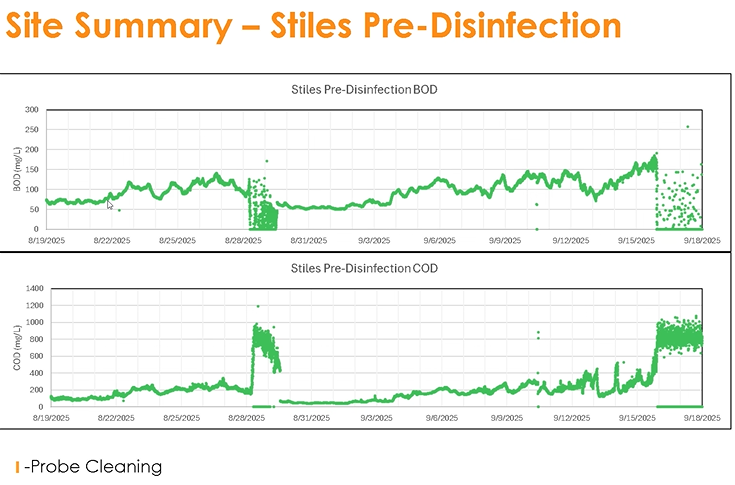 Site Summary – Stiles Pre-Disinfection
Stiles Pre-Disinfection BOD
300
250
200
150
100
50
0
BOD (mg/L)
8/19/2025 8/22/2025 8/25/2025 8/28/2025 8/31/2025 9/3/2025 9/6/2025 9/9/2025 9/12/2025 9/15/2025 9/18/2025
Stiles Pre-Disinfection COD
1400
1200
1000
800
600
400
200
0
COD (mg/L)
8/19/2025 8/22/2025 8/25/2025 8/28/2025 8/31/2025 9/3/2025 9/6/2025 9/9/2025 9/12/2025 9/15/2025 9/18/2025
-Probe Cleaning